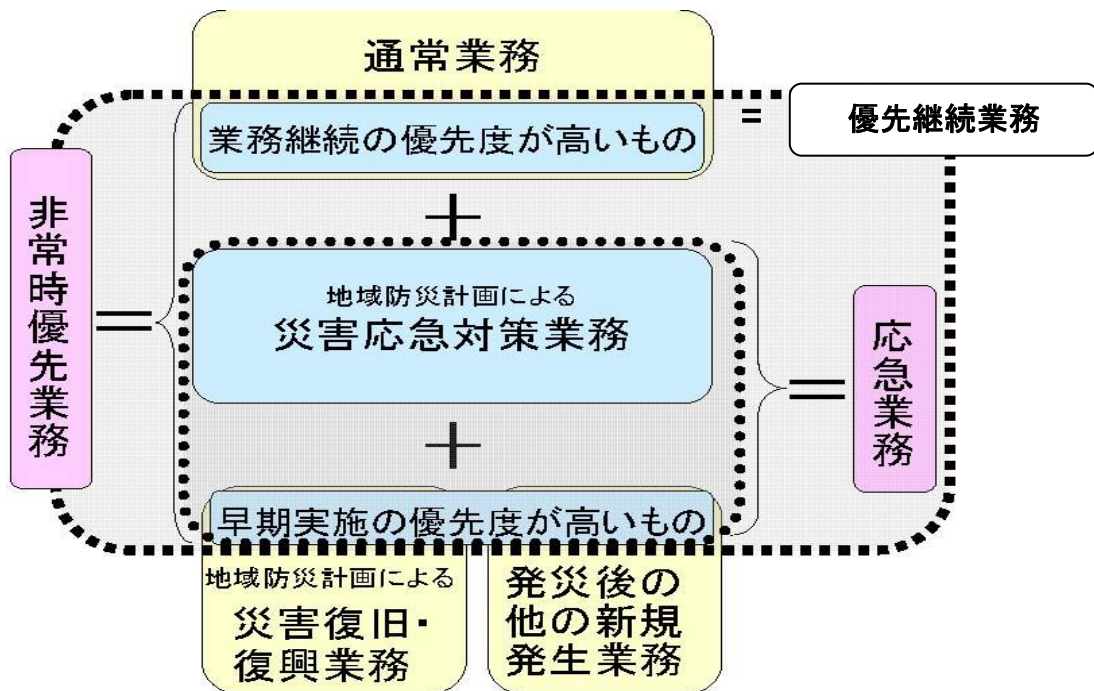 通常業務
業務継続の優先度が高いもの
=
優先継続業務
+
非常時優先業務
=
地域防災計画による
災害応急対策業務
=
応急業務
+
早期実施の優先度が高いもの
地域防災計画による
災害復旧・
復興業務
発災後の
他の新規
発生業務